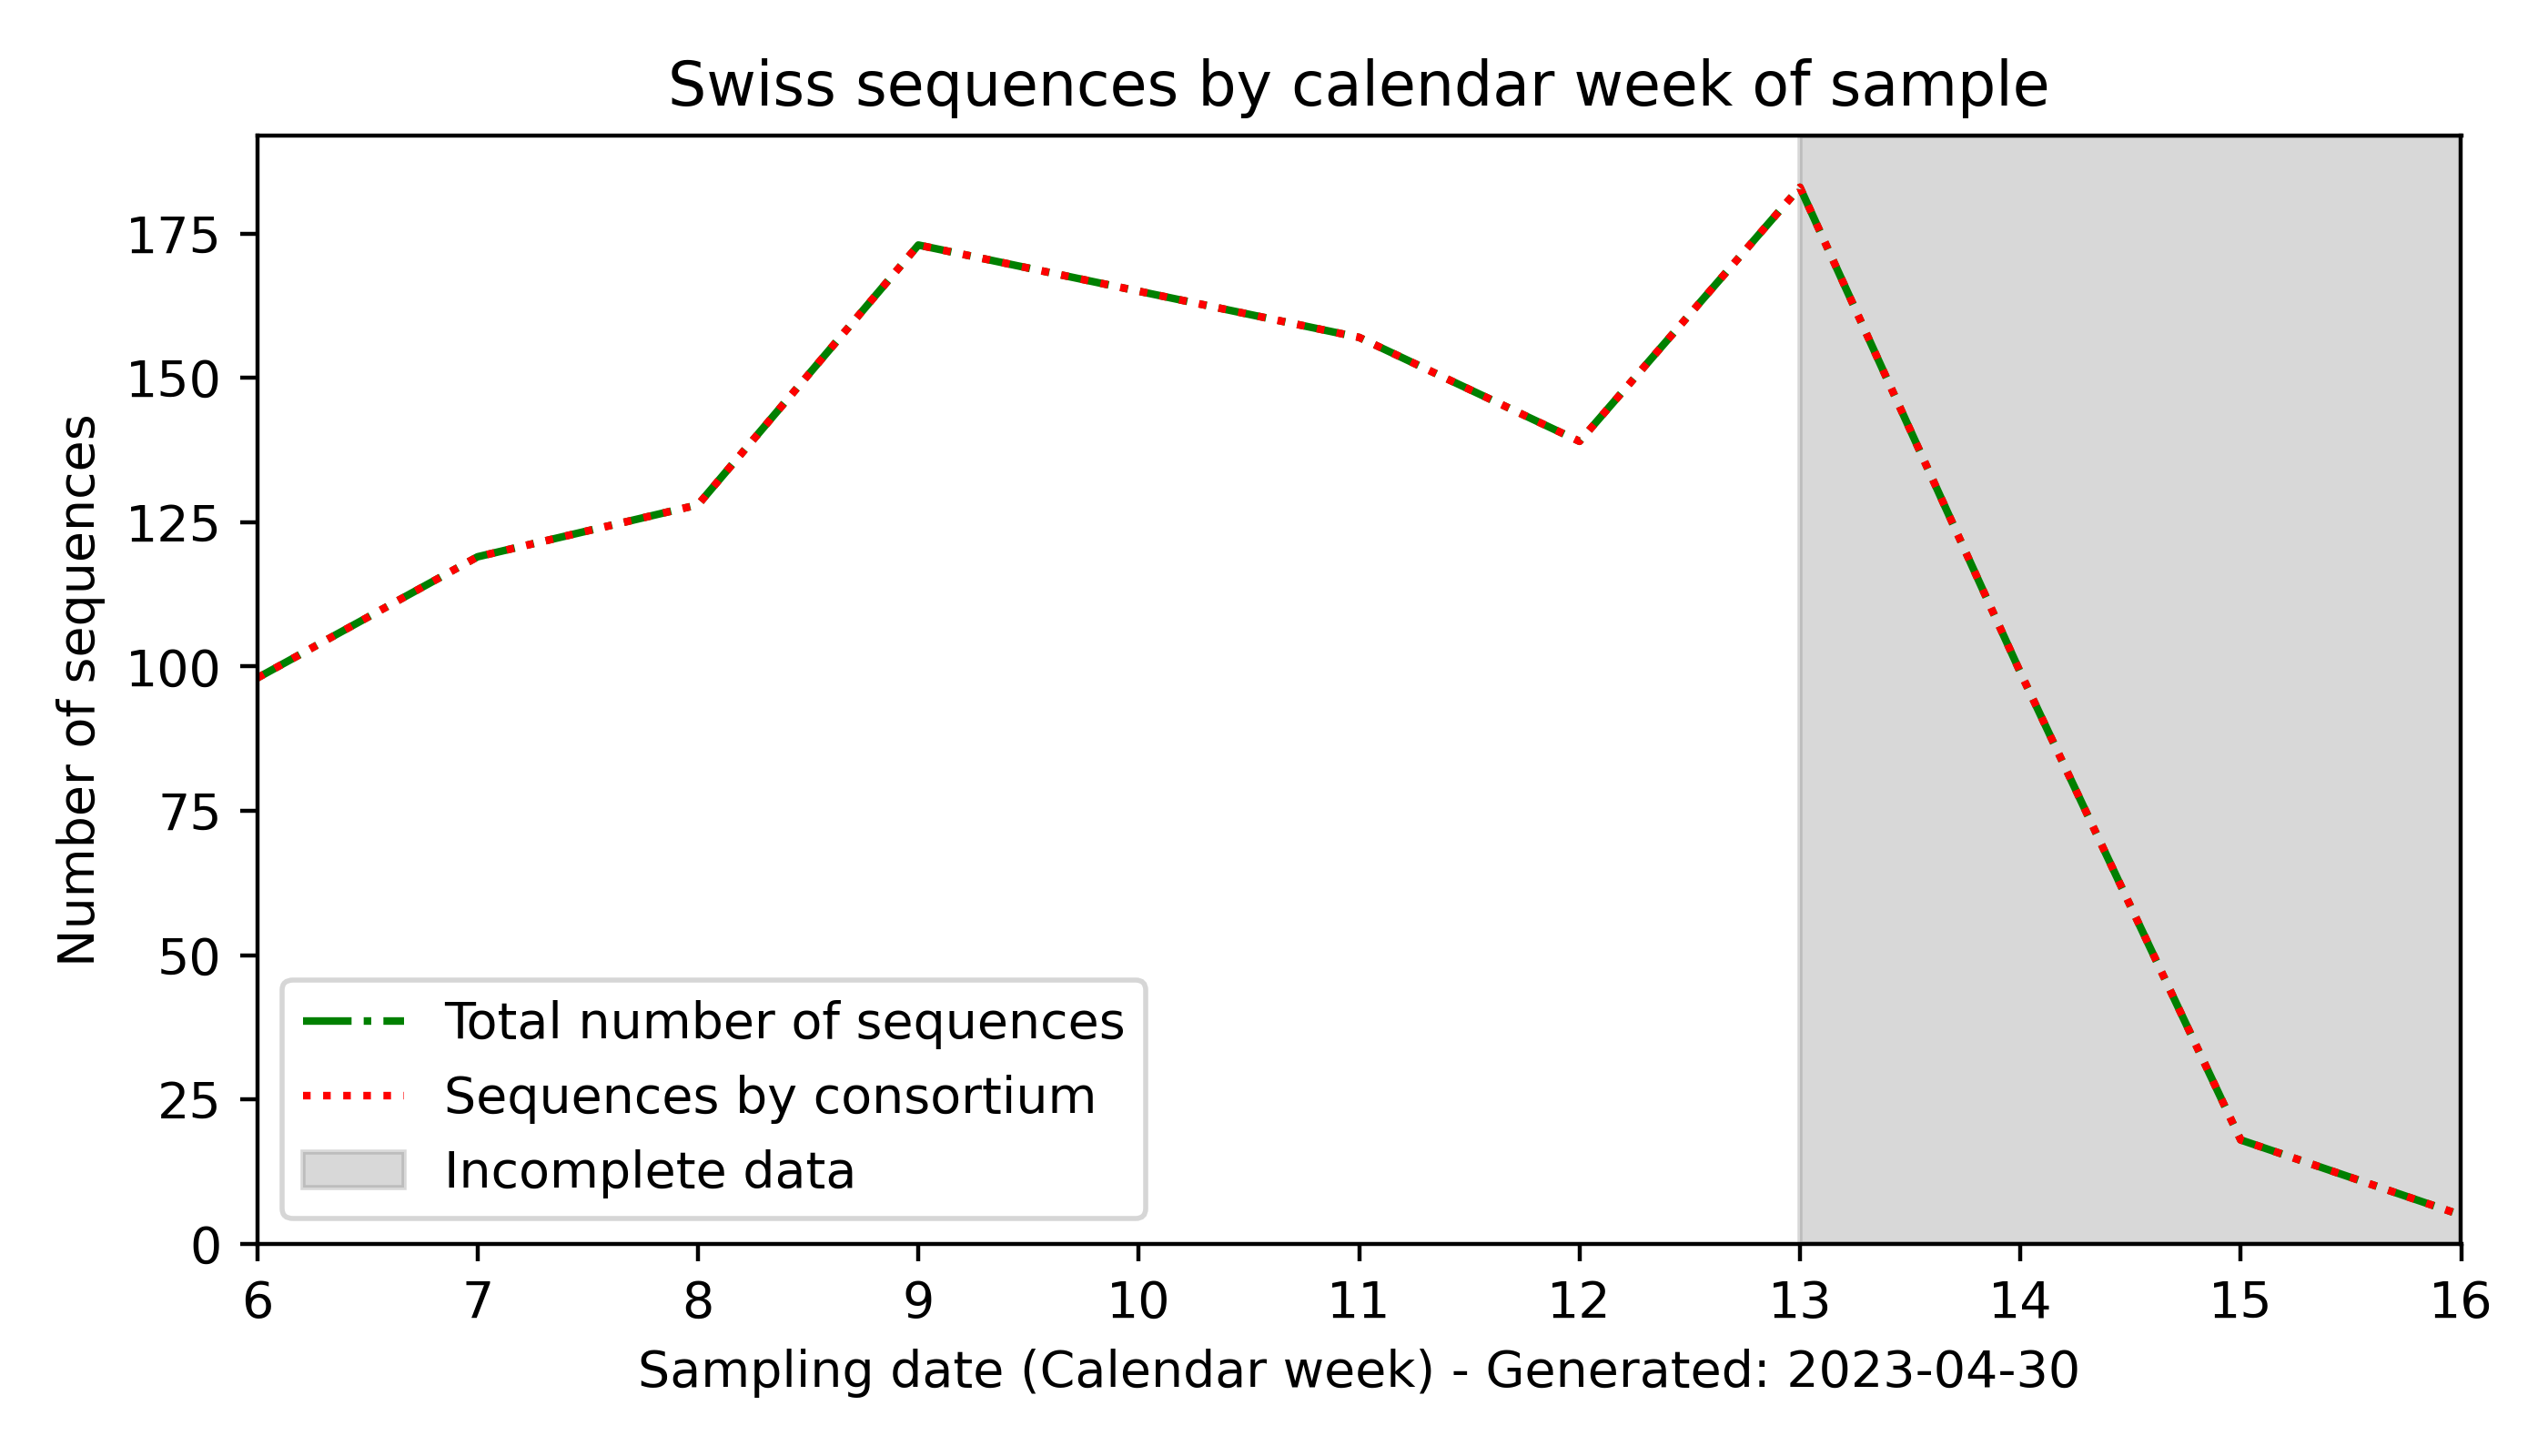 Swiss sequences by calendar week of sample
Number of sequences
175
150
125
100
75
50
25
0
Total number of sequences
Sequences by consortium
Incomplete data
6 7 8 9 10 11 12 13 14 15 16
Sampling date (Calendar week) - Generated: 2023-04-30